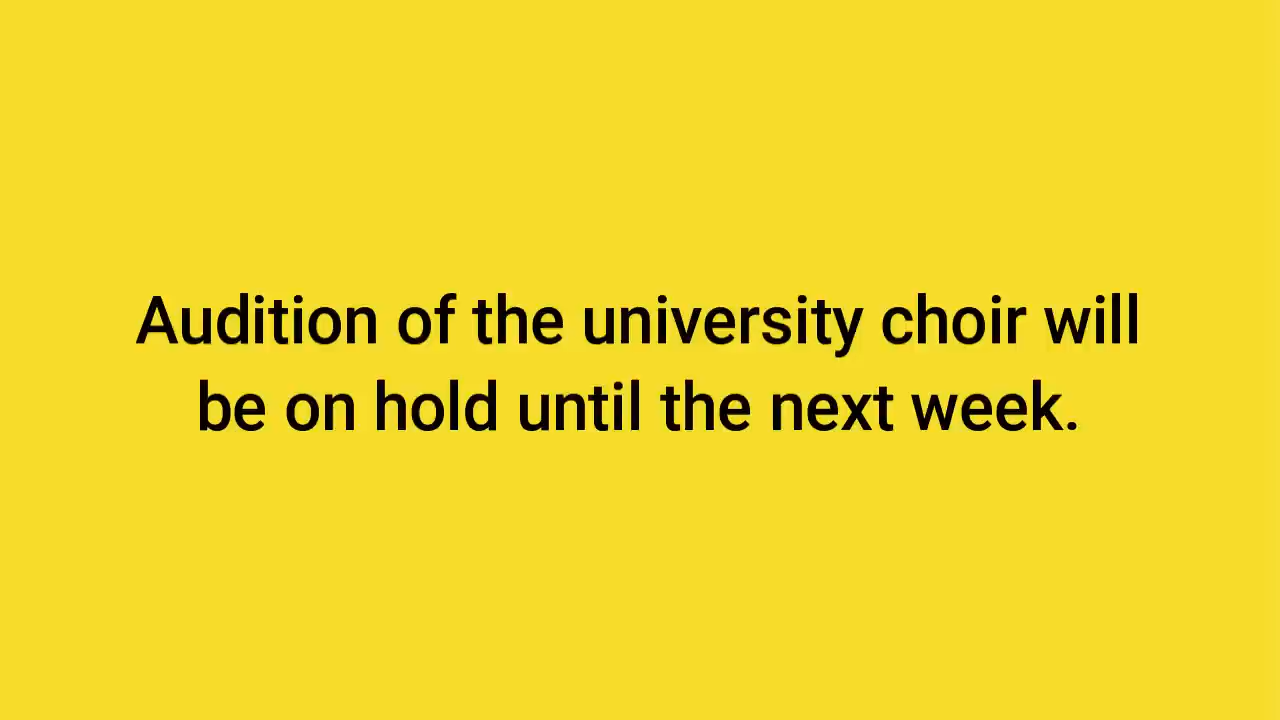 Audition of the university choir will
be on hold until the next week.